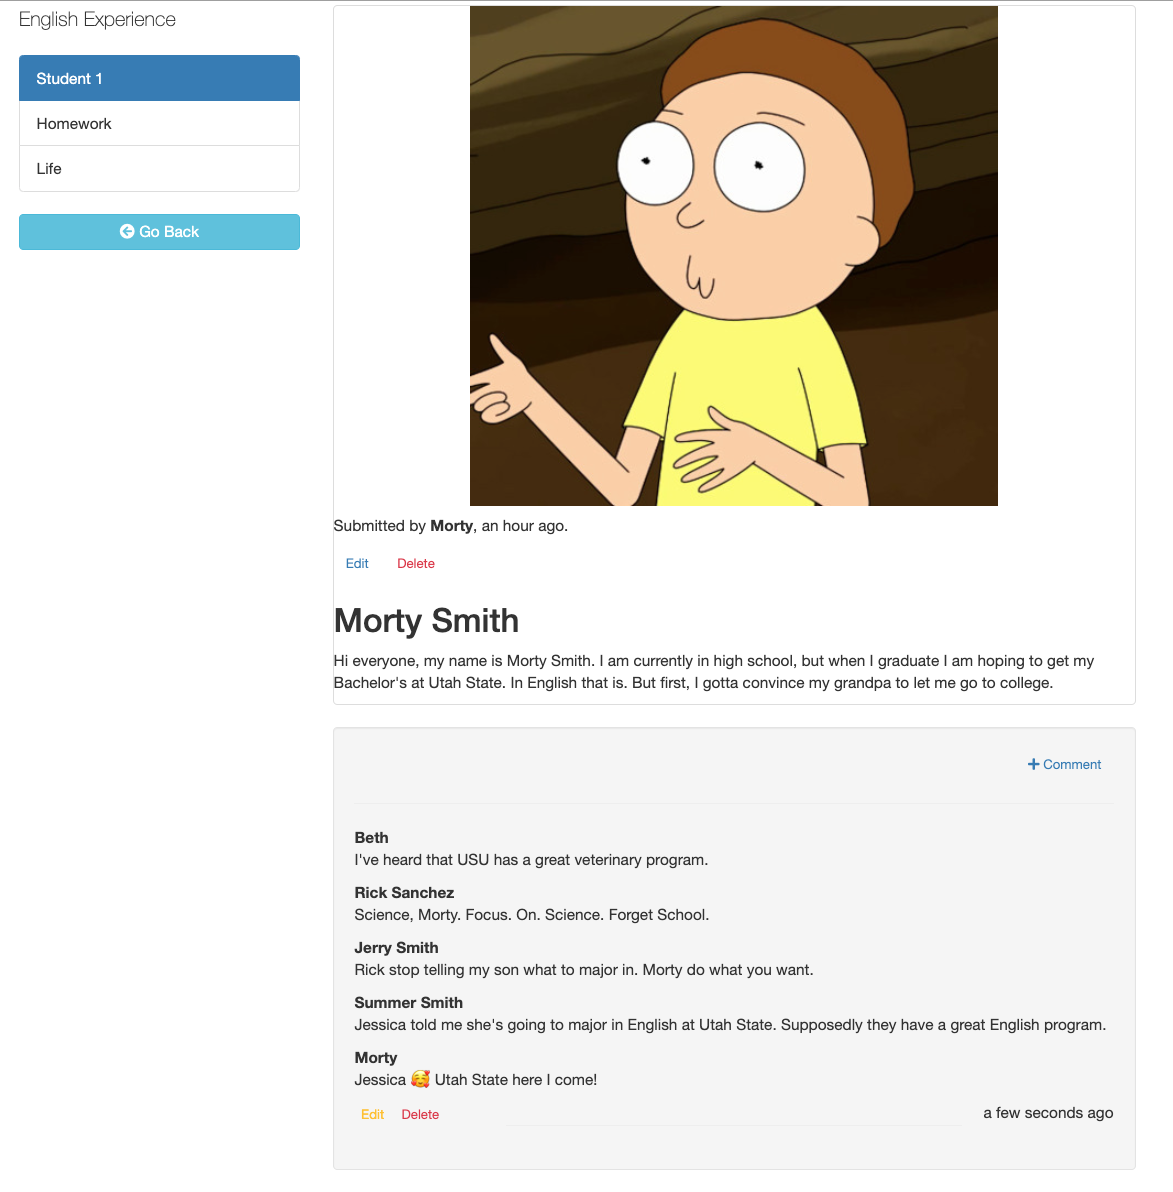 English Experience
Student 1
Homework
Life
Go Back
Submitted by Morty, an hour ago.
Edit Delete
Morty Smith
Hi everyone, my name is Morty Smith. I am currently in high school, but when I graduate I am hoping to get my
Bachelor's at Utah State. In English that is. But first, I gotta convince my grandpa to let me go to college.
+ Comment
Beth
I've heard that USU has a great veterinary program.
Rick Sanchez
Science, Morty. Focus. On. Science. Forget School.
Jerry Smith
Rick stop telling my son what to major in. Morty do what you want.
Summer Smith
Jessica told me she's going to major in English at Utah State. Supposedly they have a great English program.
Morty
Jessica 🥰 Utah State here I come!
Edit Delete a few seconds ago